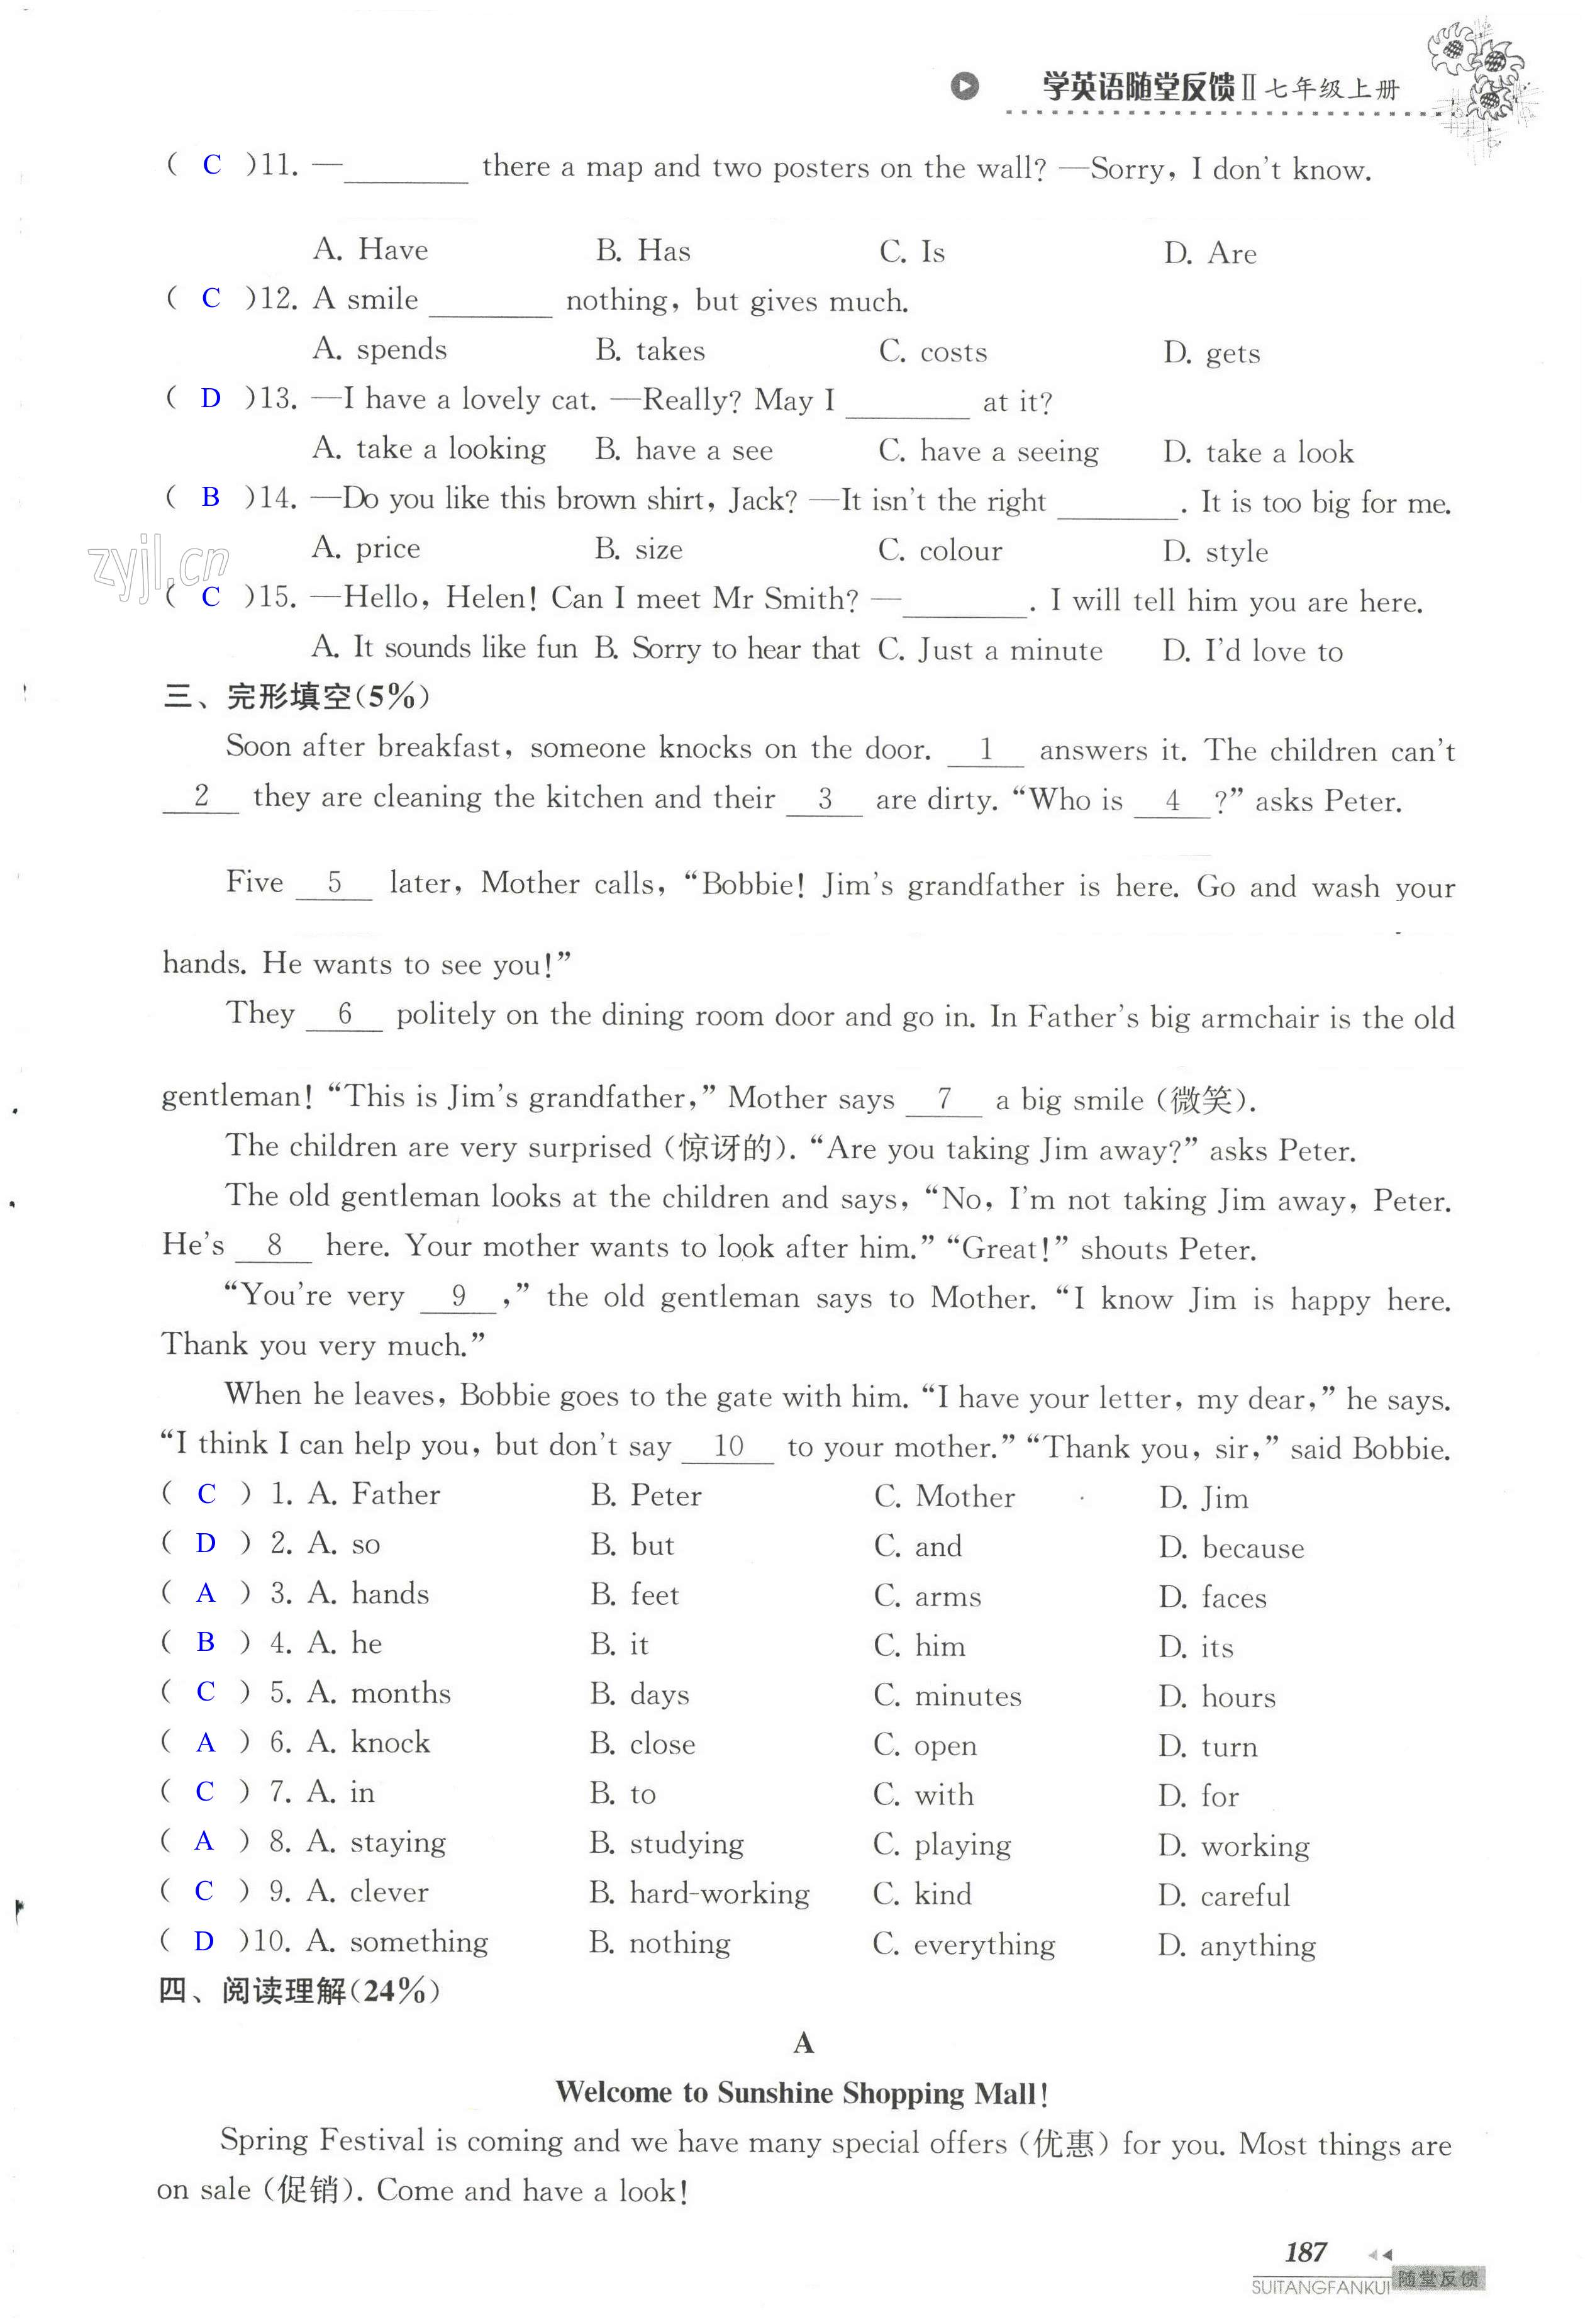 学英语随堂反馈Ⅱ七年级上册
( C )11. —________ there a map and two posters on the wall? —Sorry, I don't know.
A. Have B. Has C. Is D. Are
( C )12. A smile ________ nothing, but gives much.
A. spends B. takes C. costs D. gets
( D )13. —I have a lovely cat. —Really? May I ________ at it?
A. take a looking B. have a see C. have a seeing D. take a look
( B )14. —Do you like this brown shirt, Jack? —It isn't the right ________. It is too big for me.
zyjl.cn
A. price B. size C. colour D. style
( C )15. —Hello, Helen! Can I meet Mr Smith? —________. I will tell him you are here.
A. It sounds like fun B. Sorry to hear that C. Just a minute D. I'd love to
三、完形填空(5%)
Soon after breakfast, someone knocks on the door. 1 answers it. The children can't
2 they are cleaning the kitchen and their 3 are dirty. “Who is 4 ?” asks Peter.
Five 5 later, Mother calls, “Bobbie! Jim's grandfather is here. Go and wash your
hands. He wants to see you!”
They 6 politely on the dining room door and go in. In Father's big armchair is the old
gentleman! “This is Jim's grandfather,” Mother says 7 a big smile (微笑).
The children are very surprised (惊讶的). “Are you taking Jim away?” asks Peter.
The old gentleman looks at the children and says, “No, I'm not taking Jim away, Peter.
He's 8 here. Your mother wants to look after him.” “Great!” shouts Peter.
“You're very 9 ,” the old gentleman says to Mother. “I know Jim is happy here.
Thank you very much.”
When he leaves, Bobbie goes to the gate with him. “I have your letter, my dear,” he says.
“I think I can help you, but don't say 10 to your mother.” “Thank you, sir,” said Bobbie.
( C ) 1. A. Father B. Peter C. Mother D. Jim
( D ) 2. A. so B. but C. and D. because
( A ) 3. A. hands B. feet C. arms D. faces
( B ) 4. A. he B. it C. him D. its
( C ) 5. A. months B. days C. minutes D. hours
( A ) 6. A. knock B. close C. open D. turn
( C ) 7. A. in B. to C. with D. for
( A ) 8. A. staying B. studying C. playing D. working
( C ) 9. A. clever B. hard-working C. kind D. careful
( D )10. A. something B. nothing C. everything D. anything
四、阅读理解(24%)
A
Welcome to Sunshine Shopping Mall!
Spring Festival is coming and we have many special offers (优惠) for you. Most things are
on sale (促销). Come and have a look!
187
SUITANGFANKUI 随堂反馈